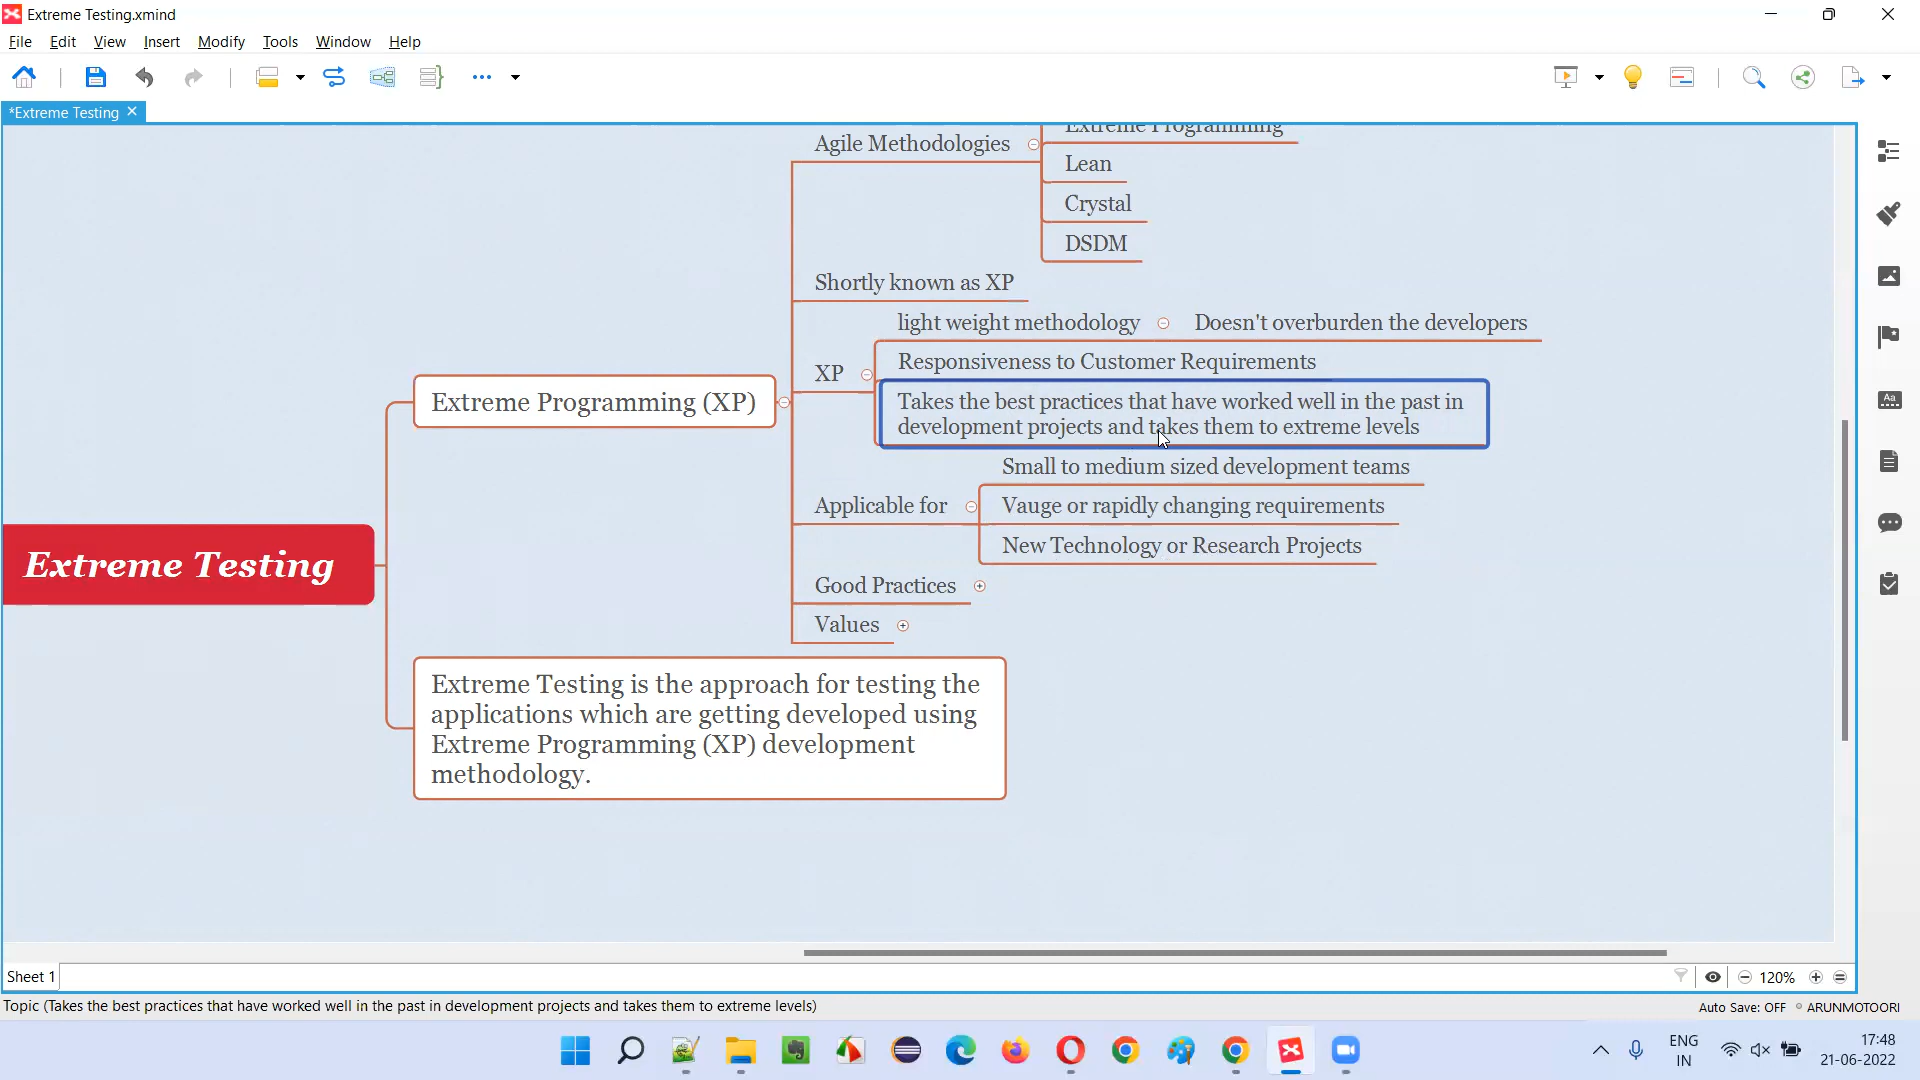 Extreme Testing.xmind
File Edit View Insert Modify Tools Window Help
*Extreme Testing
Extreme Programming
Agile Methodologies
Lean
Crystal
DSDM
Shortly known as XP
light weight methodology Doesn't overburden the developers
Responsiveness to Customer Requirements
XP
Takes the best practices that have worked well in the past in
development projects and takes them to extreme levels
Extreme Programming (XP)
Small to medium sized development teams
Applicable for
Vauge or rapidly changing requirements
New Technology or Research Projects
Extreme Testing
Good Practices
Values
Extreme Testing is the approach for testing the
applications which are getting developed using
Extreme Programming (XP) development
methodology.
Sheet 1
120%
Topic (Takes the best practices that have worked well in the past in development projects and takes them to extreme levels)
Auto Save: OFF ARUNMOTOORI
ENG
IN
17:48
21-06-2022
Aa